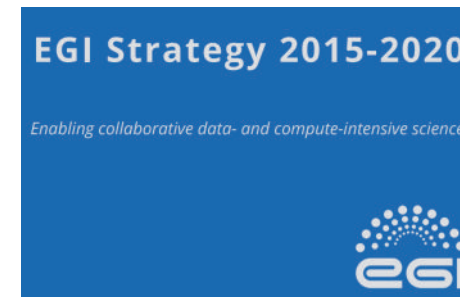 EGI Strategy 2015-2020
Enabling collaborative data- and compute-intensive science
egi